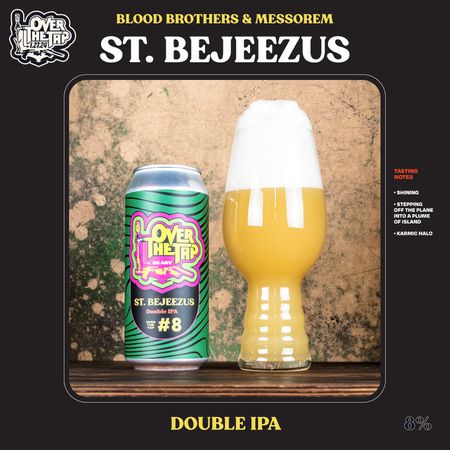 BLOOD BROTHERS & MESSOREM
OVER
THE TAP
ST. BEJEEZUS
TASTING
NOTES
• SHINING
• STEPPING
OFF THE PLANE
INTO A PLUME
OF ISLAND
• KARMIC HALO
OVER
THE TAP
ST. BEJEEZUS
Double IPA
#8
DOUBLE IPA
8%